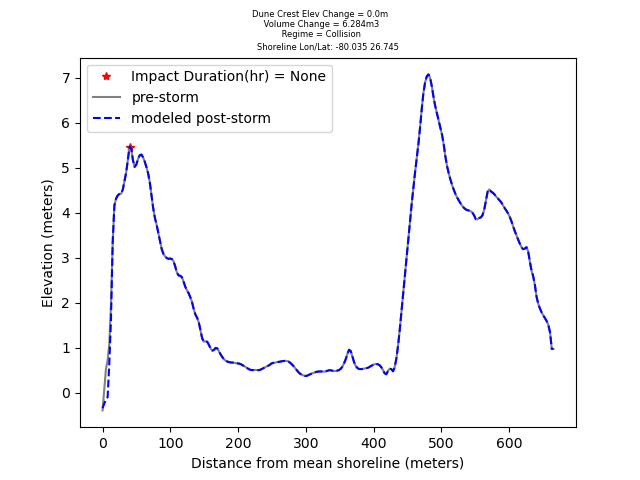 Dune Crest Elev Change = 0.0m
Volume Change = 6.284m3
Regime = Collision
Shoreline Lon/Lat: -80.035 26.745
Impact Duration(hr) = None
pre-storm
modeled post-storm
Elevation (meters)
7
6
5
4
3
2
1
0
0 100 200 300 400 500 600
Distance from mean shoreline (meters)